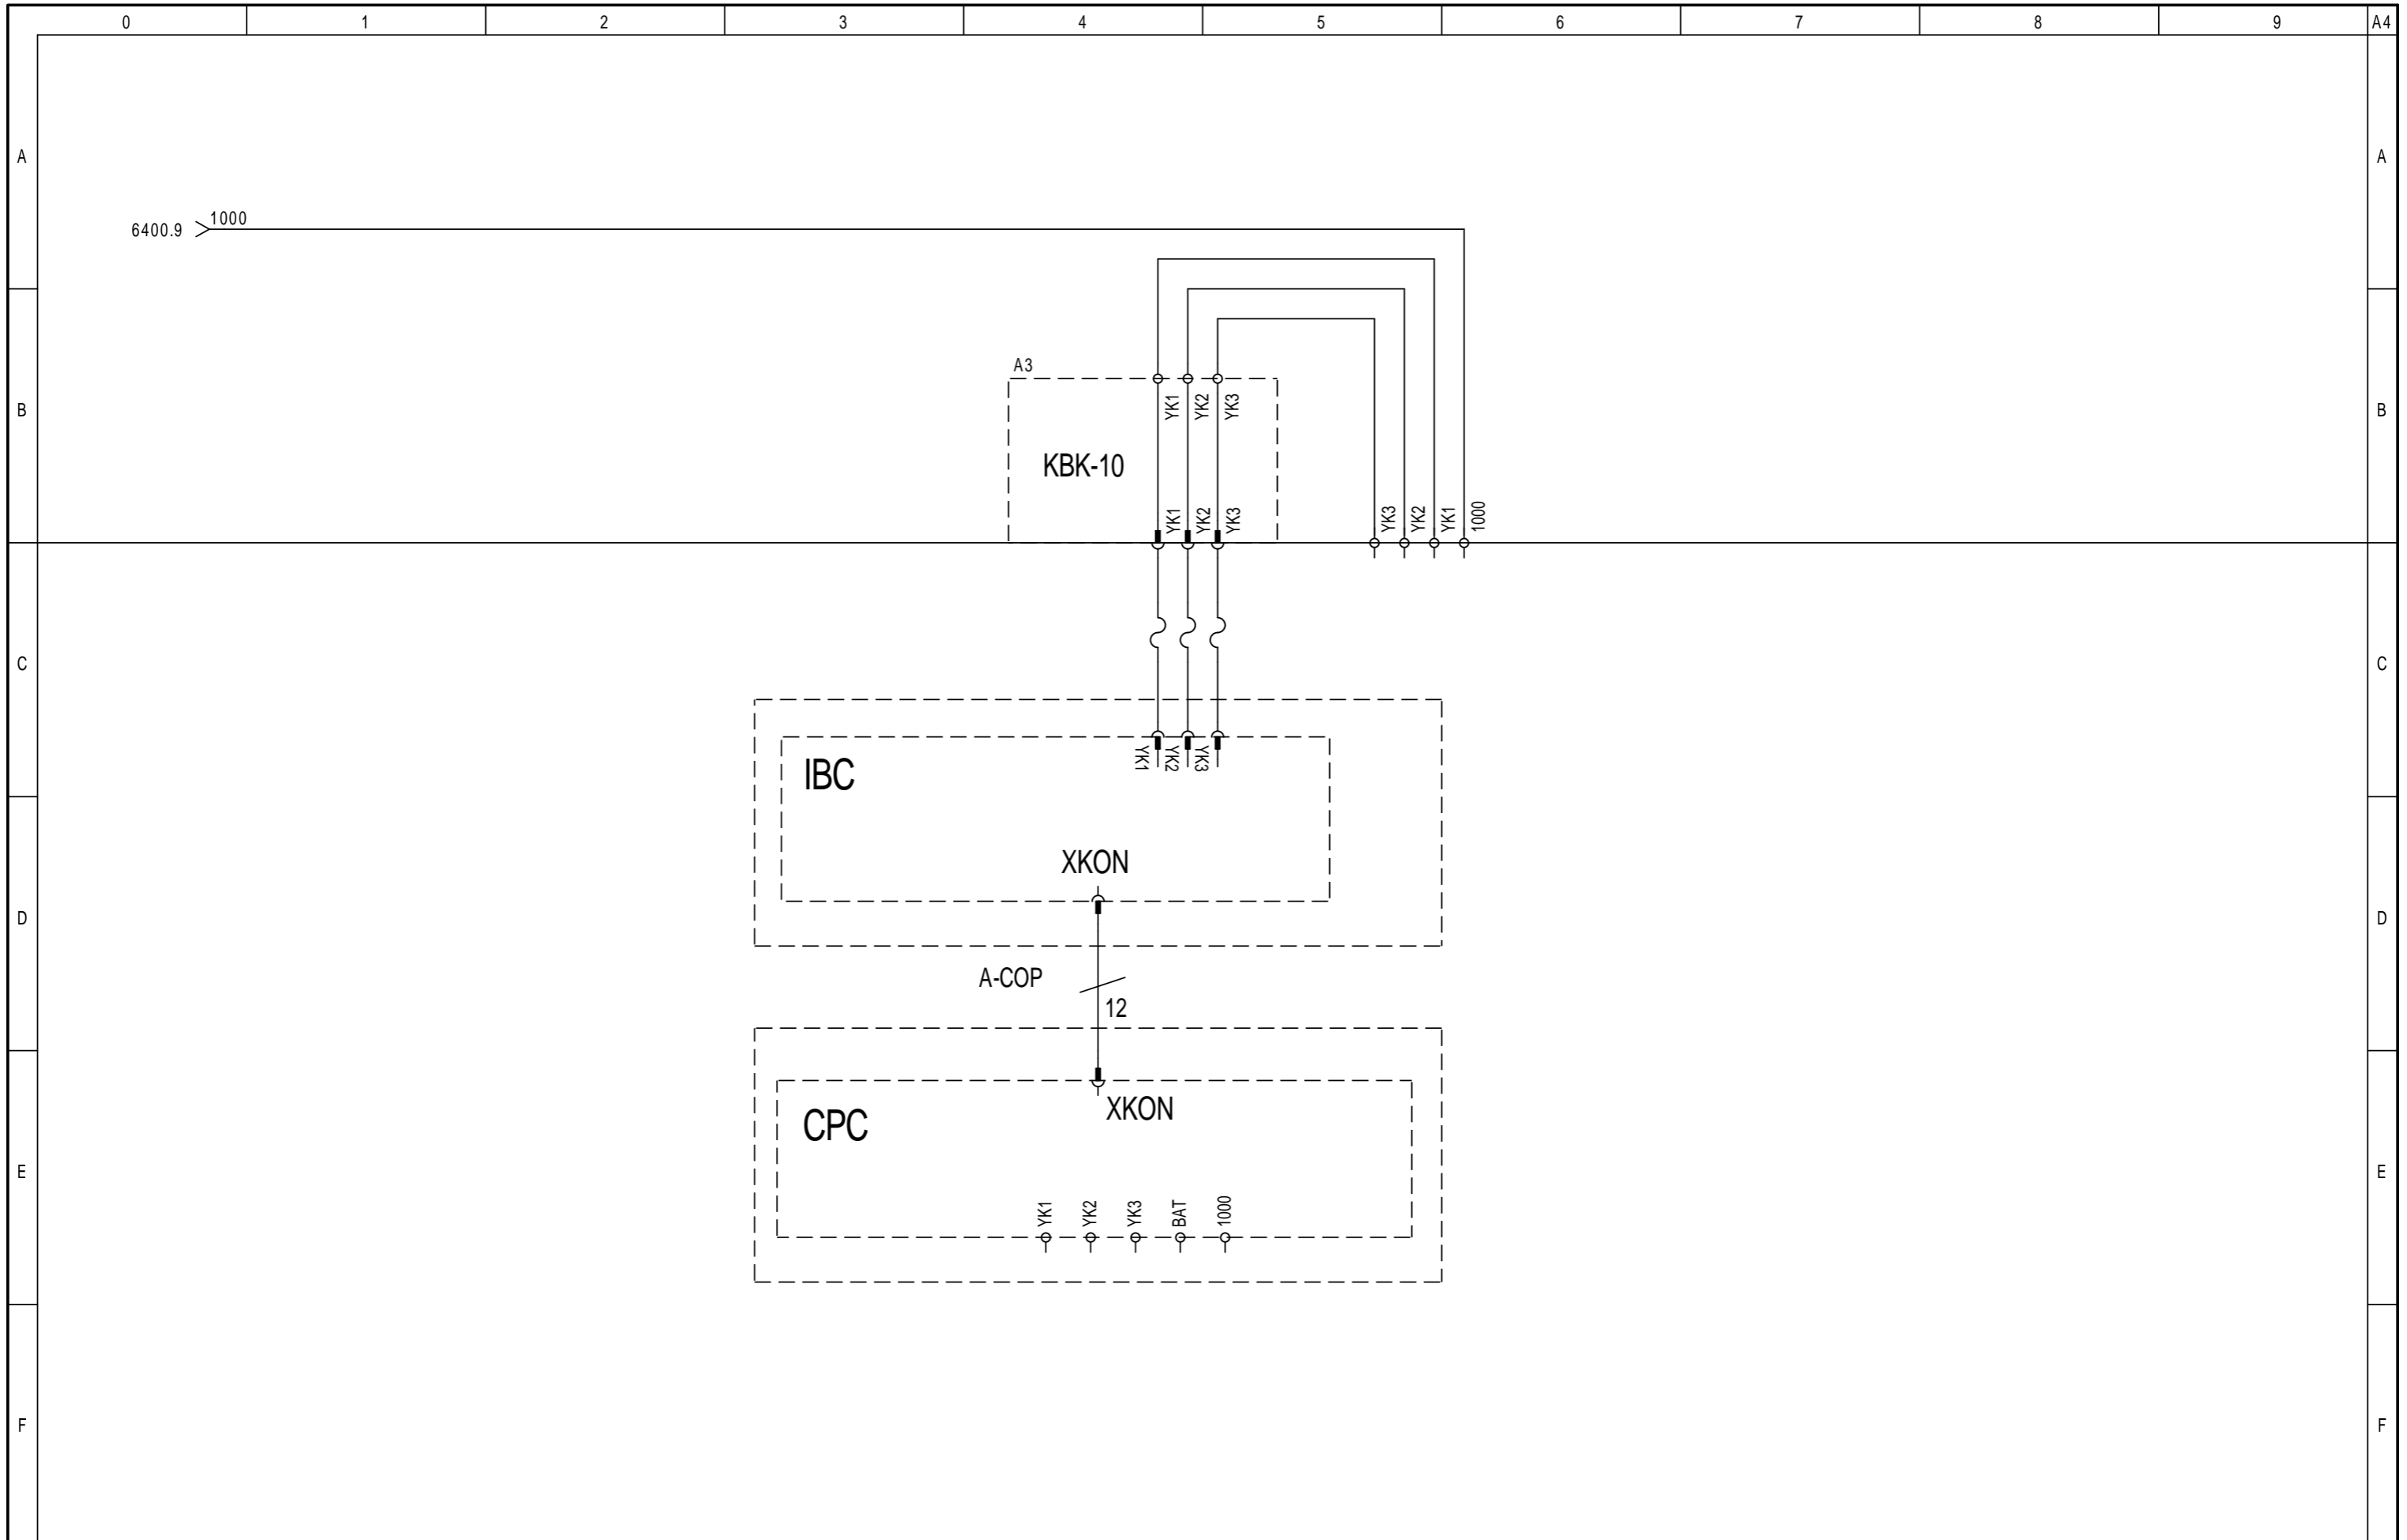 0 1 2 3 4 5 6 7 8 9 A4
A A
1000
6400.9
A3
YK1 YK2 YK3
B B
KBK-10
YK1 YK2 YK3 YK3 YK2 YK1 1000
C C
YK1 YK2 YK3
IBC
XKON
D D
A-COP
12
XKON
CPC
E E
YK1 YK2 YK3 BAT 1000
F F